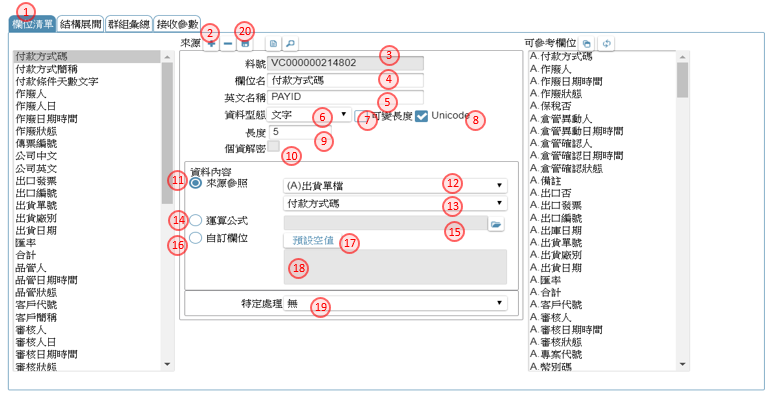 1
欄位清單 結構展開 群組彙總 接收參數
來源 2 20
可參考欄位
付款方式碼
付款方式簡稱
付款條件天數文字
作廢人
作廢人日
作廢日期時間
作廢狀態
傳票編號
公司中文
公司英文
出口發票
出口編號
出貨單號
出貨廠別
出貨日期
匯率
合計
品管人
品管日期時間
品管狀態
客戶代號
客戶簡稱
審核人
審核人日
審核日期時間
審核狀態
料號 VC000000214802 3
欄位名 付款方式碼 4
英文名稱 PAYID 5
資料型態 文字 6 7 可變長度 Unicode 8
長度 5 9
個資解密 10
資料內容
11 來源參照 (A)出貨單檔 12
付款方式碼 13
14 運算公式 15
16 自訂欄位 預設空值 17
18
特定處理 無 19
A.付款方式碼
A.作廢人
A.作廢日期時間
A.作廢狀態
A.保稅否
A.倉管異動人
A.倉管異動日期時間
A.倉管確認人
A.倉管確認日期時間
A.倉管確認狀態
A.備註
A.出口否
A.出口發票
A.出口編號
A.出庫日期
A.出貨單號
A.出貨廠別
A.出貨日期
A.匯率
A.合計
A.客戶代號
A.審核人
A.審核日期時間
A.審核狀態
A.專案代號
A.幣別碼